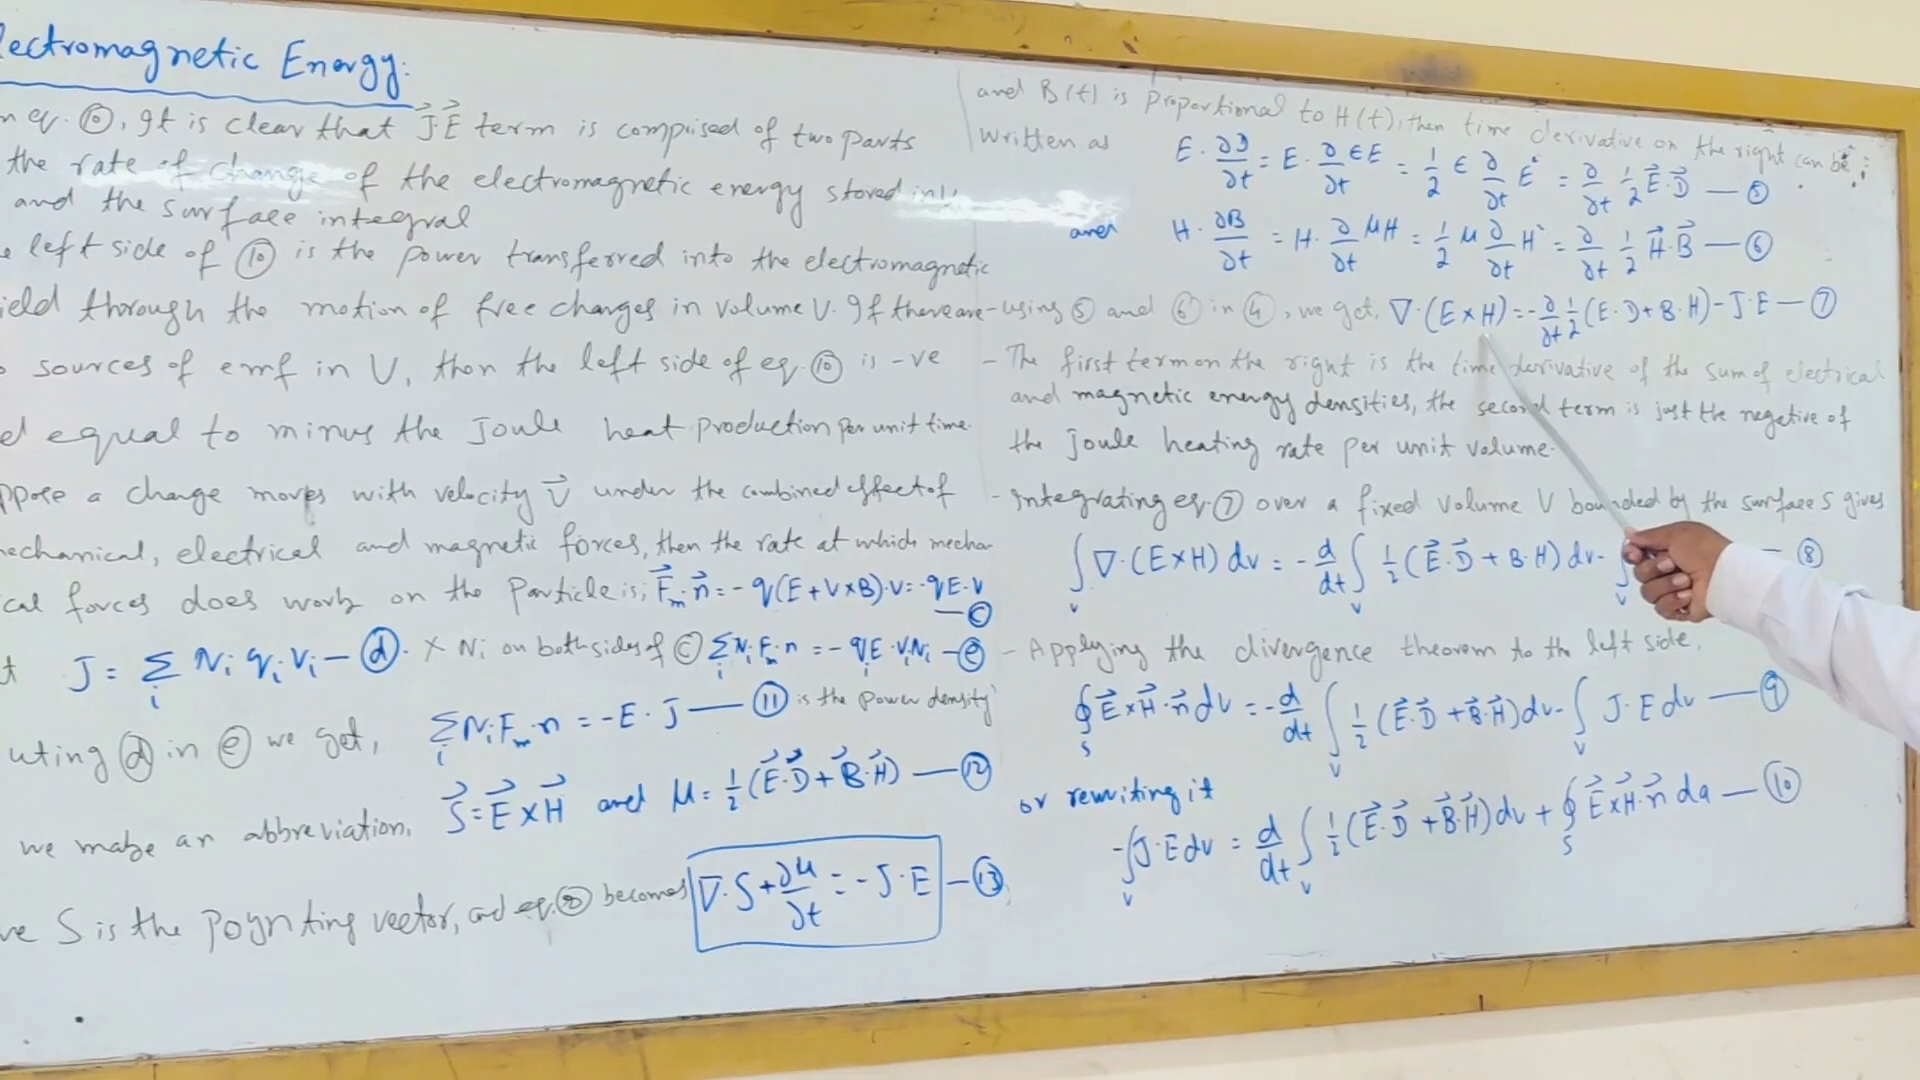 lectromagnetic Energy:
n eq. ⑩, It is clear that J⃗.E⃗ term is comprised of two parts
the rate of change of the electromagnetic energy stored in
and the surface integral
e left side of ⑩ is the power transferred into the electromagnetic
ield through the motion of free charges in volume V. If there are
o sources of emf in V, then the left side of eq. ⑩ is -ve
d equal to minus the Joule heat production per unit time.
ppose a charge moves with velocity v⃗ under the combined effect of
echanical, electrical and magnetic forces, then the rate at which mecha
cal forces does work on the particle is; F⃗m.n⃗ = - q(E+V×B).V = -qE.V
— ⓒ
t J = Σi Ni qi Vi — ⓓ. × Ni on both sides of ⓒ Σi Ni Fm.n = - qiE.ViNi — ⓔ
uting ⓓ in ⓔ we get, Σi NiFm.n = -E.J — ⑪ is the power density
we make an abbreviation, S⃗ = E⃗×H⃗ and u = 1/2 (E⃗.D⃗ + B⃗.H⃗) — ⑫
re S is the poynting vector, and eq. becomes ∇.S + ∂u/∂t = -J.E — ⑬
and B(t) is proportional to H(t), then time derivative on the right can be;
written as E.∂D/∂t = E.∂/∂t ϵE = 1/2 ϵ ∂/∂t E² = ∂/∂t 1/2 E⃗.D⃗ — ⑤
and H.∂B/∂t = H.∂/∂t μH = 1/2 μ ∂/∂t H² = ∂/∂t 1/2 H⃗.B⃗ — ⑥
- using ⑤ and ⑥ in ④, we get, ∇.(E×H) = -∂/∂t 1/2 (E.D+B.H) - J.E — ⑦
- The first term on the right is the time derivative of the sum of electrical
and magnetic energy densities, the second term is just the negetive of
the Joule heating rate per unit volume.
- Integrating eq. ⑦ over a fixed volume V bounded by the surface S gives
∫v ∇.(E×H) dv = -d/dt ∫v 1/2 (E⃗.D⃗ + B.H) dv - ∫v — ⑧
- Applying the divergence theorem to the left side.
∮s E⃗×H⃗.n⃗ dv = -d/dt ∫v 1/2 (E⃗.D⃗ + B⃗.H⃗) dv - ∫v J.E dv — ⑨
or rewriting it
-∫v J.E dv = d/dt ∫v 1/2 (E⃗.D⃗ + B⃗.H⃗) dv + ∮s E⃗×H⃗.n⃗ da — ⑩